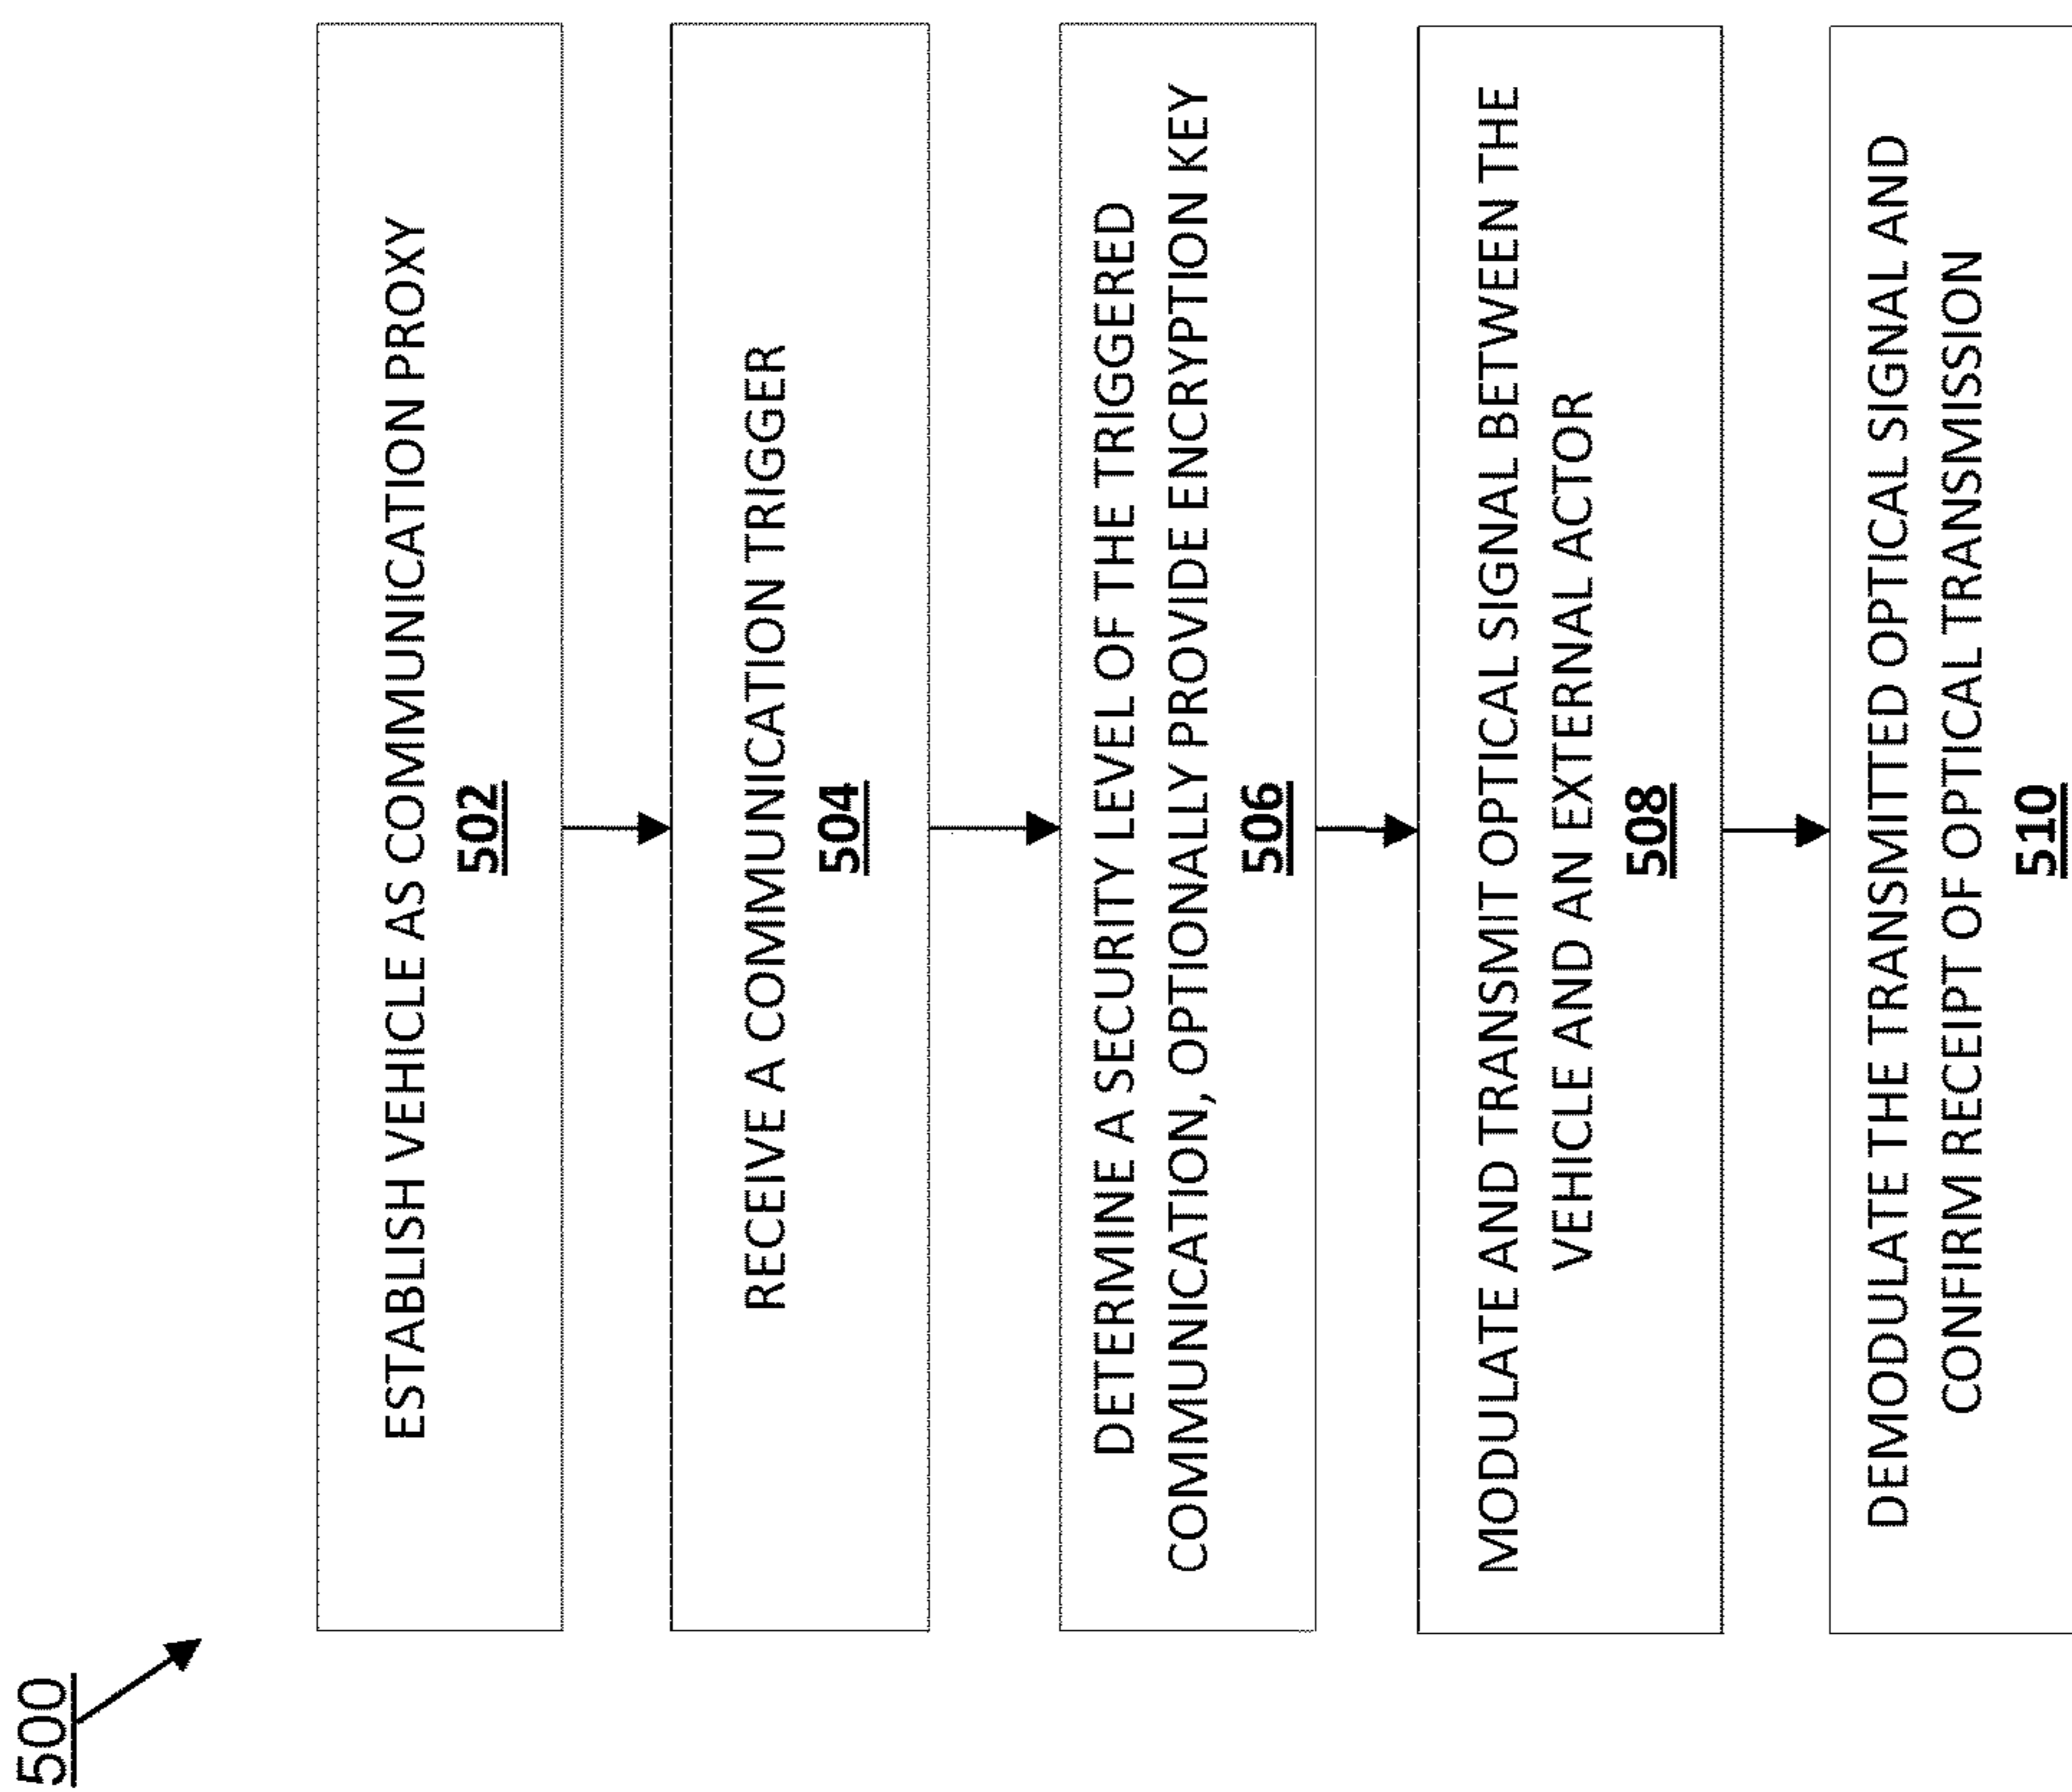 500
ESTABLISH VEHICLE AS COMMUNICATION PROXY
502
RECEIVE A COMMUNICATION TRIGGER
504
DETERMINE A SECURITY LEVEL OF THE TRIGGERED
COMMUNICATION, OPTIONALLY PROVIDE ENCRYPTION KEY
506
MODULATE AND TRANSMIT OPTICAL SIGNAL BETWEEN THE
VEHICLE AND AN EXTERNAL ACTOR
508
DEMODULATE THE TRANSMITTED OPTICAL SIGNAL AND
CONFIRM RECEIPT OF OPTICAL TRANSMISSION
510